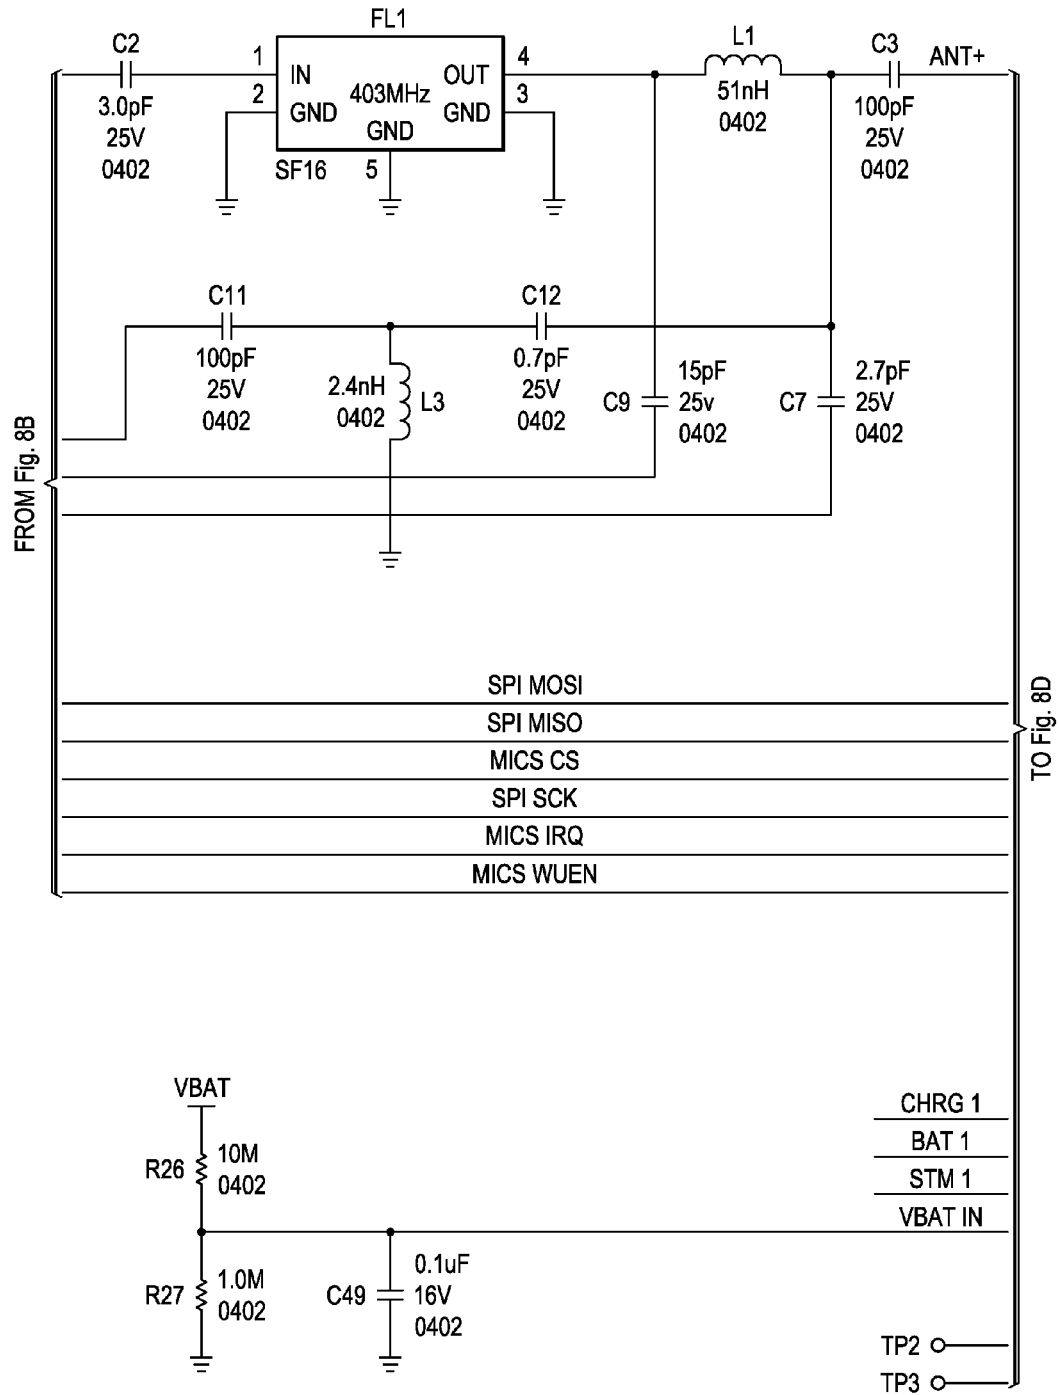 FL1
C2
3.0pF
25V
0402
1
2
IN
GND
403MHz
GND
OUT
GND
4
3
SF16
5
L1
51nH
0402
C3
100pF
25V
0402
ANT+
C11
100pF
25V
0402
2.4nH
0402
L3
C12
0.7pF
25V
0402
C9
15pF
25v
0402
C7
2.7pF
25V
0402
FROM Fig. 8B
SPI MOSI
SPI MISO
MICS CS
SPI SCK
MICS IRQ
MICS WUEN
TO Fig. 8D
VBAT
R26
10M
0402
R27
1.0M
0402
C49
0.1uF
16V
0402
CHRG 1
BAT 1
STM 1
VBAT IN
TP2
TP3